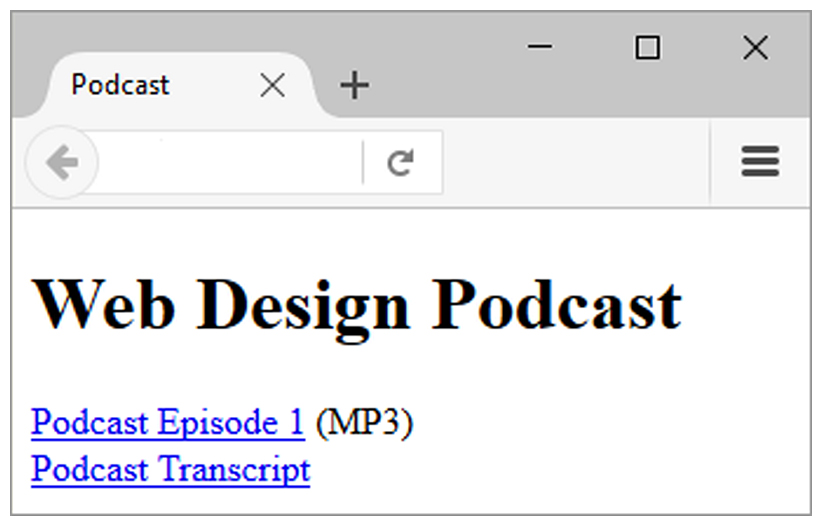 Podcast
Web Design Podcast
Podcast Episode 1 (MP3)
Podcast Transcript